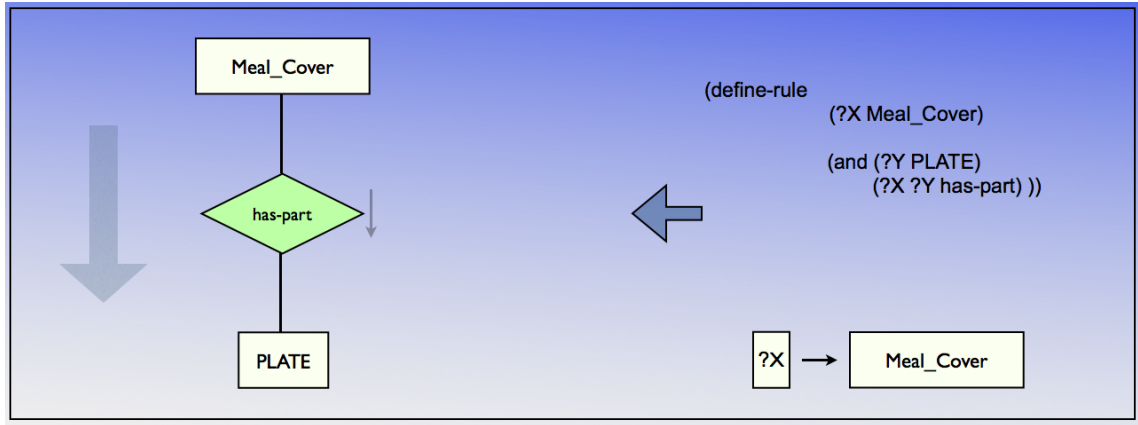 Meal_Cover
has-part
PLATE
(define-rule
(?X Meal_Cover)
(and (?Y PLATE)
(?X ?Y has-part) ))
?X
Meal_Cover